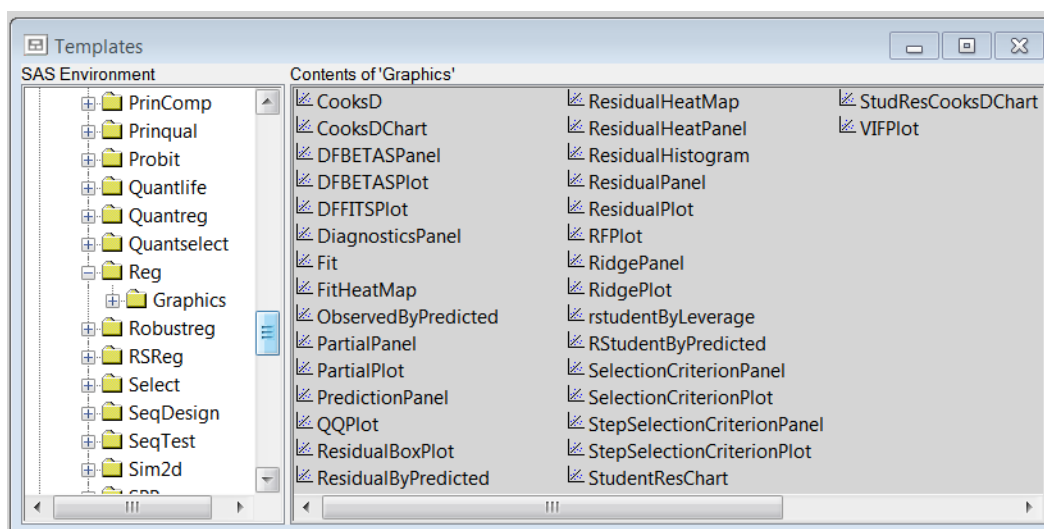 Templates
SAS Environment
PrinComp
Prinqual
Probit
Quantlife
Quantreg
Quantselect
Reg
Graphics
Robustreg
RSReg
Select
SeqDesign
SeqTest
Sim2d
Contents of 'Graphics'
CooksD
CooksDChart
DFBETASPanel
DFBETASPlot
DFFITSPlot
DiagnosticsPanel
Fit
FitHeatMap
ObservedByPredicted
PartialPanel
PartialPlot
PredictionPanel
QQPlot
ResidualBoxPlot
ResidualByPredicted
ResidualHeatMap
ResidualHeatPanel
ResidualHistogram
ResidualPanel
ResidualPlot
RFPlot
RidgePanel
RidgePlot
rstudentByLeverage
RStudentByPredicted
SelectionCriterionPanel
SelectionCriterionPlot
StepSelectionCriterionPanel
StepSelectionCriterionPlot
StudentResChart
StudResCooksDChart
VIFPlot